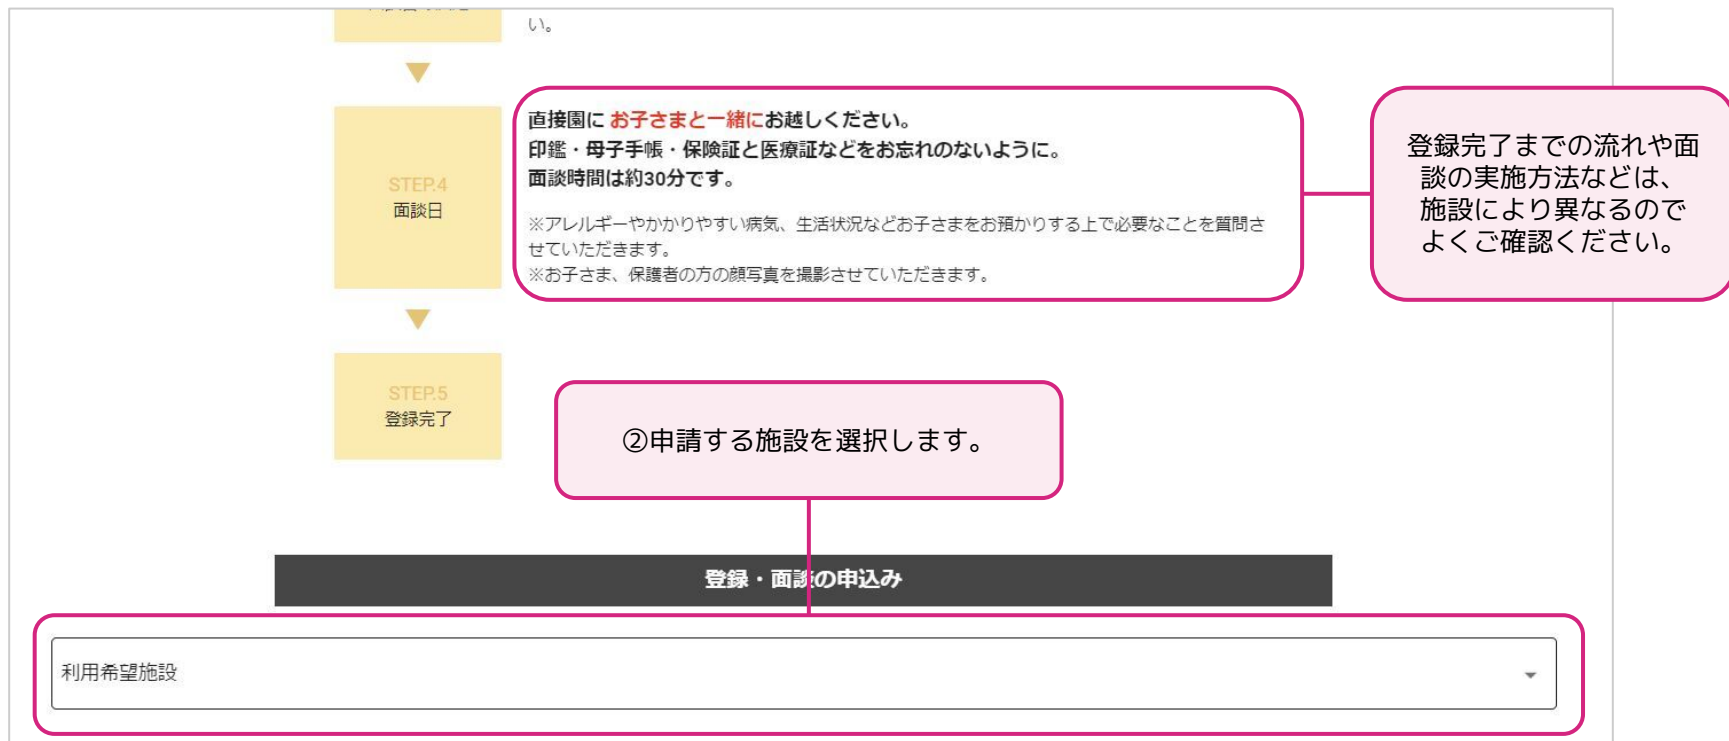 い。
直接園に お子さまと一緒にお越しください。
印鑑・母子手帳・保険証と医療証などをお忘れのないように。
面談時間は約30分です。
STEP.4
面談日
※アレルギーやかかりやすい病気、生活状況などお子さまをお預かりする上で必要なことを質問さ
せていただきます。
※お子さま、保護者の方の顔写真を撮影させていただきます。
登録完了までの流れや面
談の実施方法などは、
施設により異なるので
よくご確認ください。
STEP.5
登録完了
②申請する施設を選択します。
登録・面談の申込み
利用希望施設